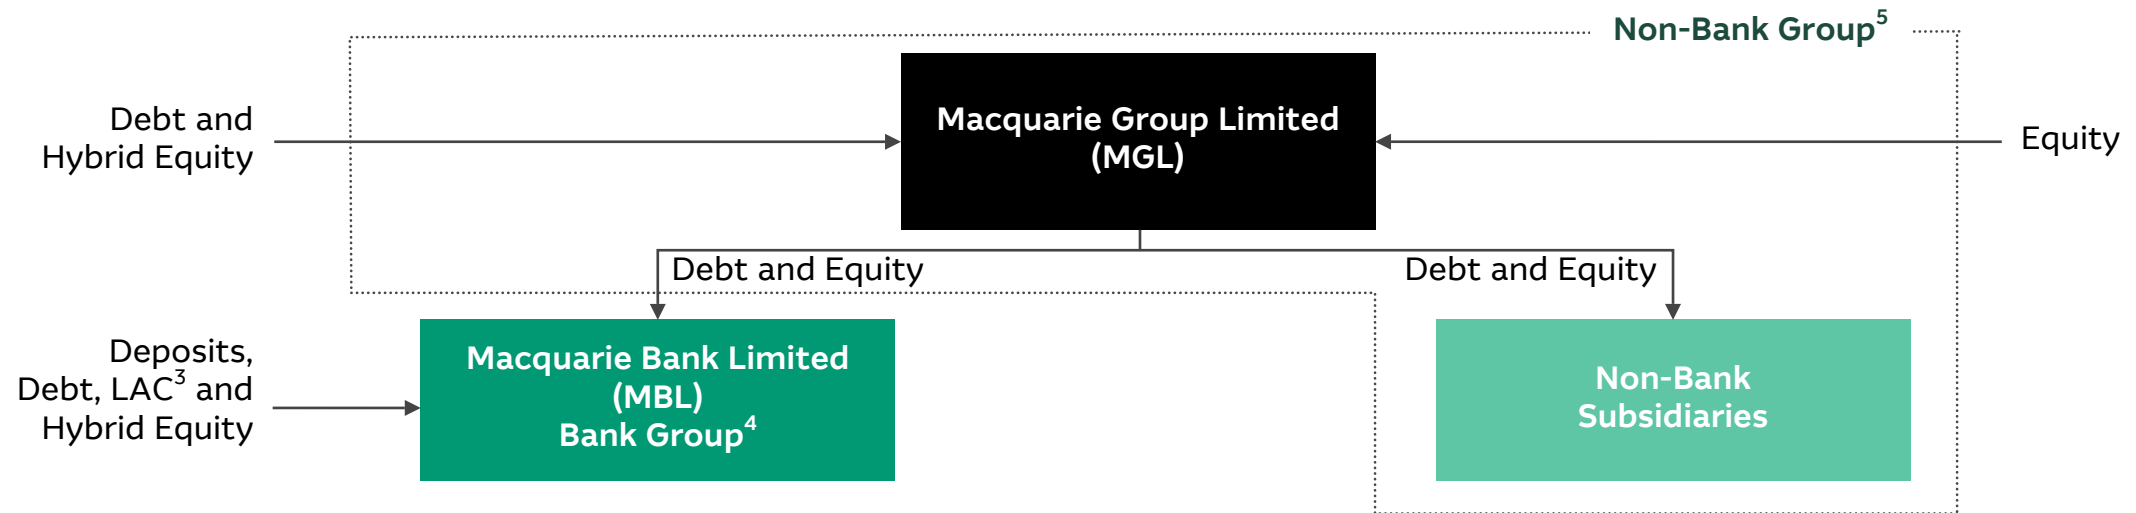 Non-Bank Group⁵
Debt and
Hybrid Equity
Macquarie Group Limited
(MGL)
Equity
Debt and Equity
Debt and Equity
Deposits,
Debt, LAC³ and
Hybrid Equity
Macquarie Bank Limited
(MBL)
Bank Group⁴
Non-Bank
Subsidiaries